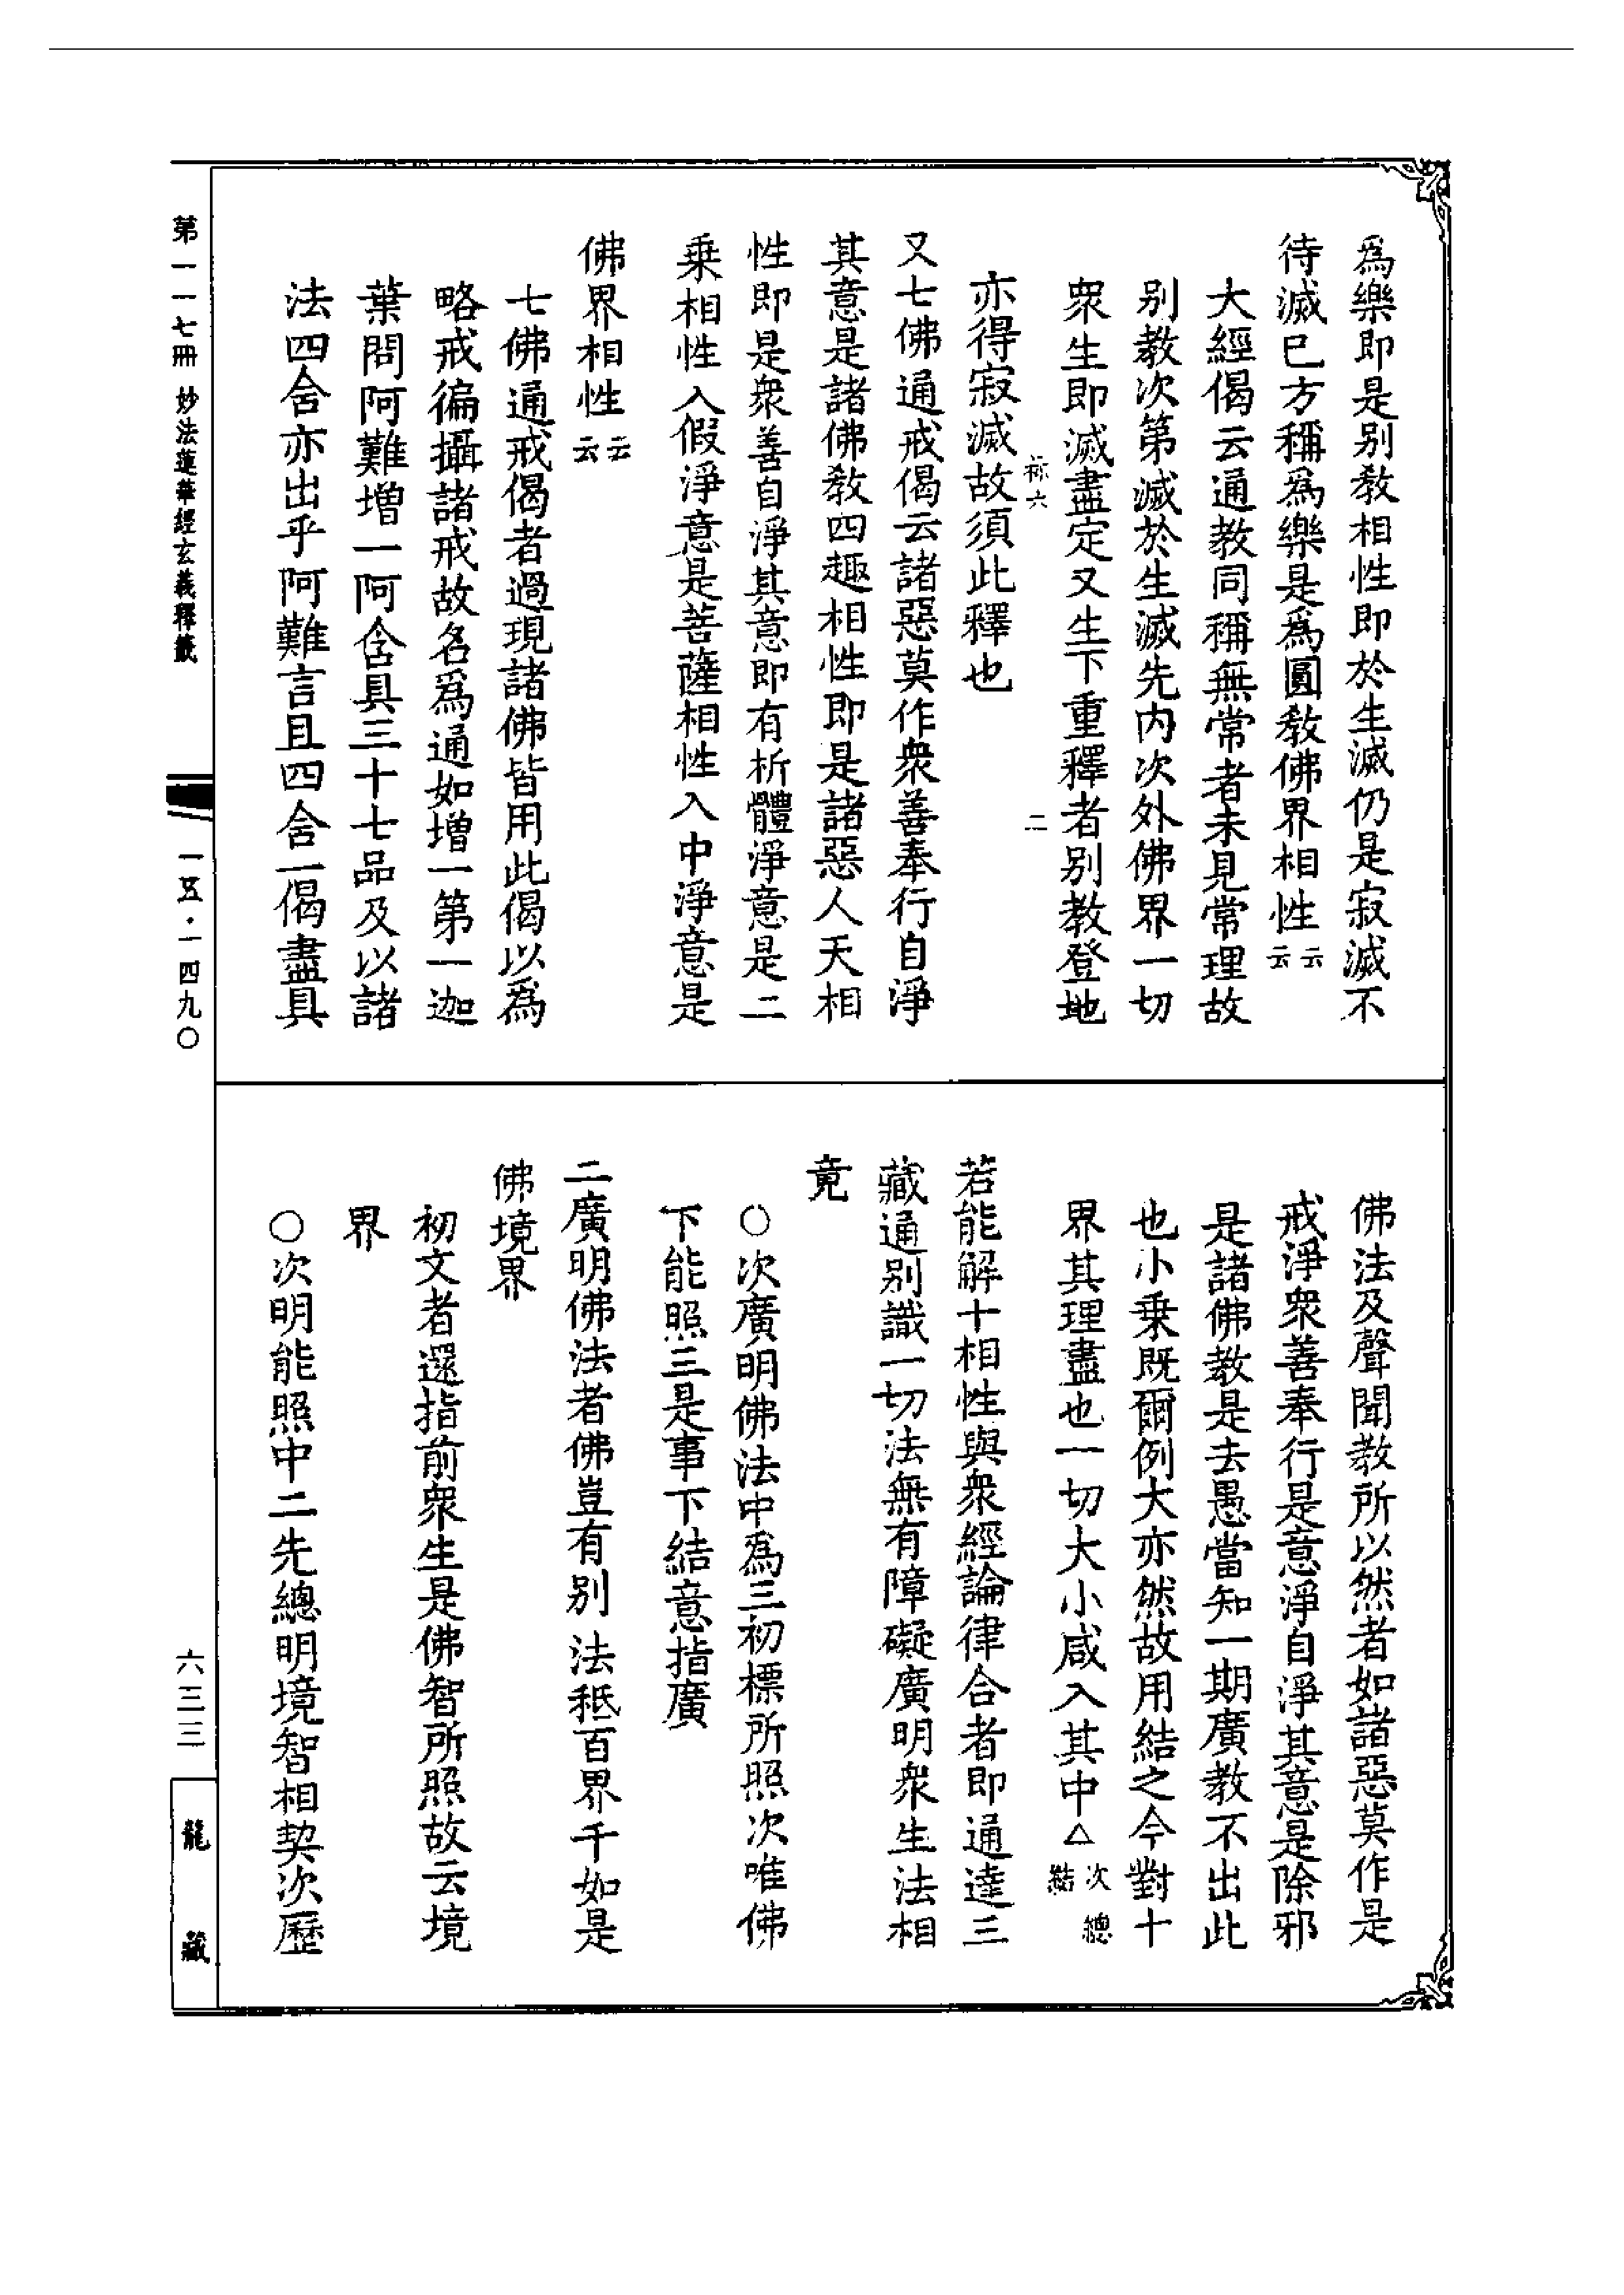 為樂即是别教相性即於生滅仍是寂滅不
待滅已方稱爲樂是爲圓教佛界相性云云
大經偈云通教同稱無常者未見常理故
别教次第滅於生滅先内次外佛界一切
衆生即滅盡定又生下重釋者别教登地
祢六 二
亦得寂滅故須此釋也
又七佛通戒偈云諸惡莫作衆善奉行自淨
其意是諸佛教四趣相性即是諸惡人天相
性即是衆善自淨其意即有析體淨意是二
乗相性入假淨意是菩薩相性入中淨意是
佛界相性云云
七佛通戒偈者過現諸佛皆用此偈以爲
略戒徧攝諸戒故名爲通如增一第一迦
葉問阿難增一阿含具三十七品及以諸
法四含亦出乎阿難言且四含一偈盡具
佛法及聲聞教所以然者如諸惡莫作是
戒淨衆善奉行是意淨自淨其意是除邪
是諸佛教是去愚當知一期廣教不出此
也小乗既爾例大亦然故用結之今對十
界其理盡也一切大小咸入其中△次總結
若能解十相性與衆經論律合者即通達三
藏通别識一切法無有障礙廣明衆生法相
竟
○次廣明佛法中爲三初標所照次唯佛
下能照三是事下結意指廣
二廣明佛法者佛豈有别法秪百界千如是
佛境界
初文者還指前衆生是佛智所照故云境
界
○次明能照中二先總明境智相契次歷
第一一七冊 妙法蓮華經玄義釋籤
一五·一四九〇
六三三
龍藏